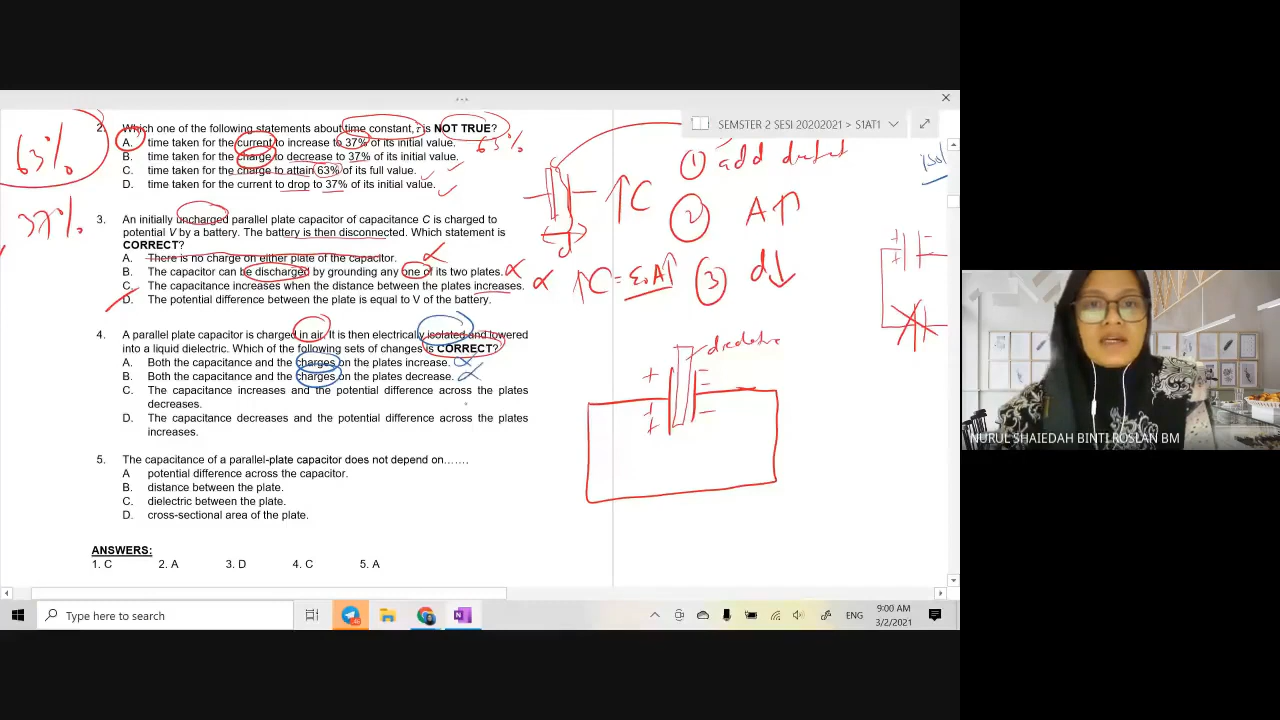 SEMSTER 2 SESI 20202021 > S1AT1
63%
37%
2. Which one of the following statements about time constant, τ is NOT TRUE?
A. time taken for the current to increase to 37% of its initial value. 63%
B. time taken for the charge to decrease to 37% of its initial value.
C. time taken for the charge to attain 63% of its full value.
D. time taken for the current to drop to 37% of its initial value.
3. An initially uncharged parallel plate capacitor of capacitance C is charged to
potential V by a battery. The battery is then disconnected. Which statement is
CORRECT?
A. There is no charge on either plate of the capacitor.
B. The capacitor can be discharged by grounding any one of its two plates.
C. The capacitance increases when the distance between the plates increases.
D. The potential difference between the plate is equal to V of the battery.
4. A parallel plate capacitor is charged in air. It is then electrically isolated and lowered
into a liquid dielectric. Which of the following sets of changes is CORRECT?
A. Both the capacitance and the charges on the plates increase.
B. Both the capacitance and the charges on the plates decrease.
C. The capacitance increases and the potential difference across the plates
decreases.
D. The capacitance decreases and the potential difference across the plates
increases.
5. The capacitance of a parallel-plate capacitor does not depend on…….
A potential difference across the capacitor.
B. distance between the plate.
C. dielectric between the plate.
D. cross-sectional area of the plate.
ANSWERS:
1. C 2. A 3. D 4. C 5. A
① add
↑C
② A↑
d
↑C = ε₀A↑
③ d↓
+ -
+ -
+ -
NURUL SHAIEDAH BINTI ROSLAN BM
Type here to search
ENG
9:00 AM
3/2/2021